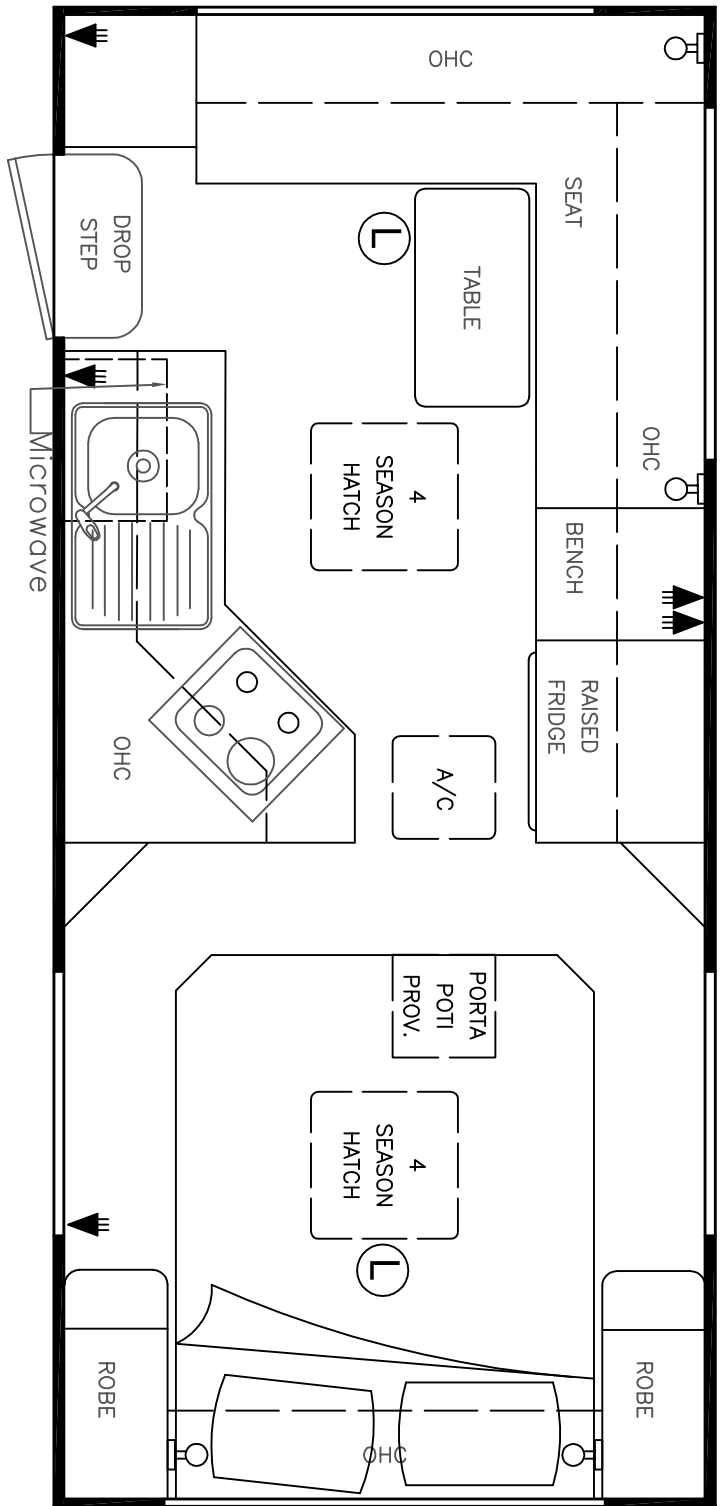 OHC
SEAT
DROP
STEP
L
TABLE
OHC
Microwave
4
SEASON
HATCH
BENCH
RAISED
FRIDGE
OHC
A/C
PORTA
POTI
PROV.
4
SEASON
HATCH
L
ROBE
ROBE
OHC